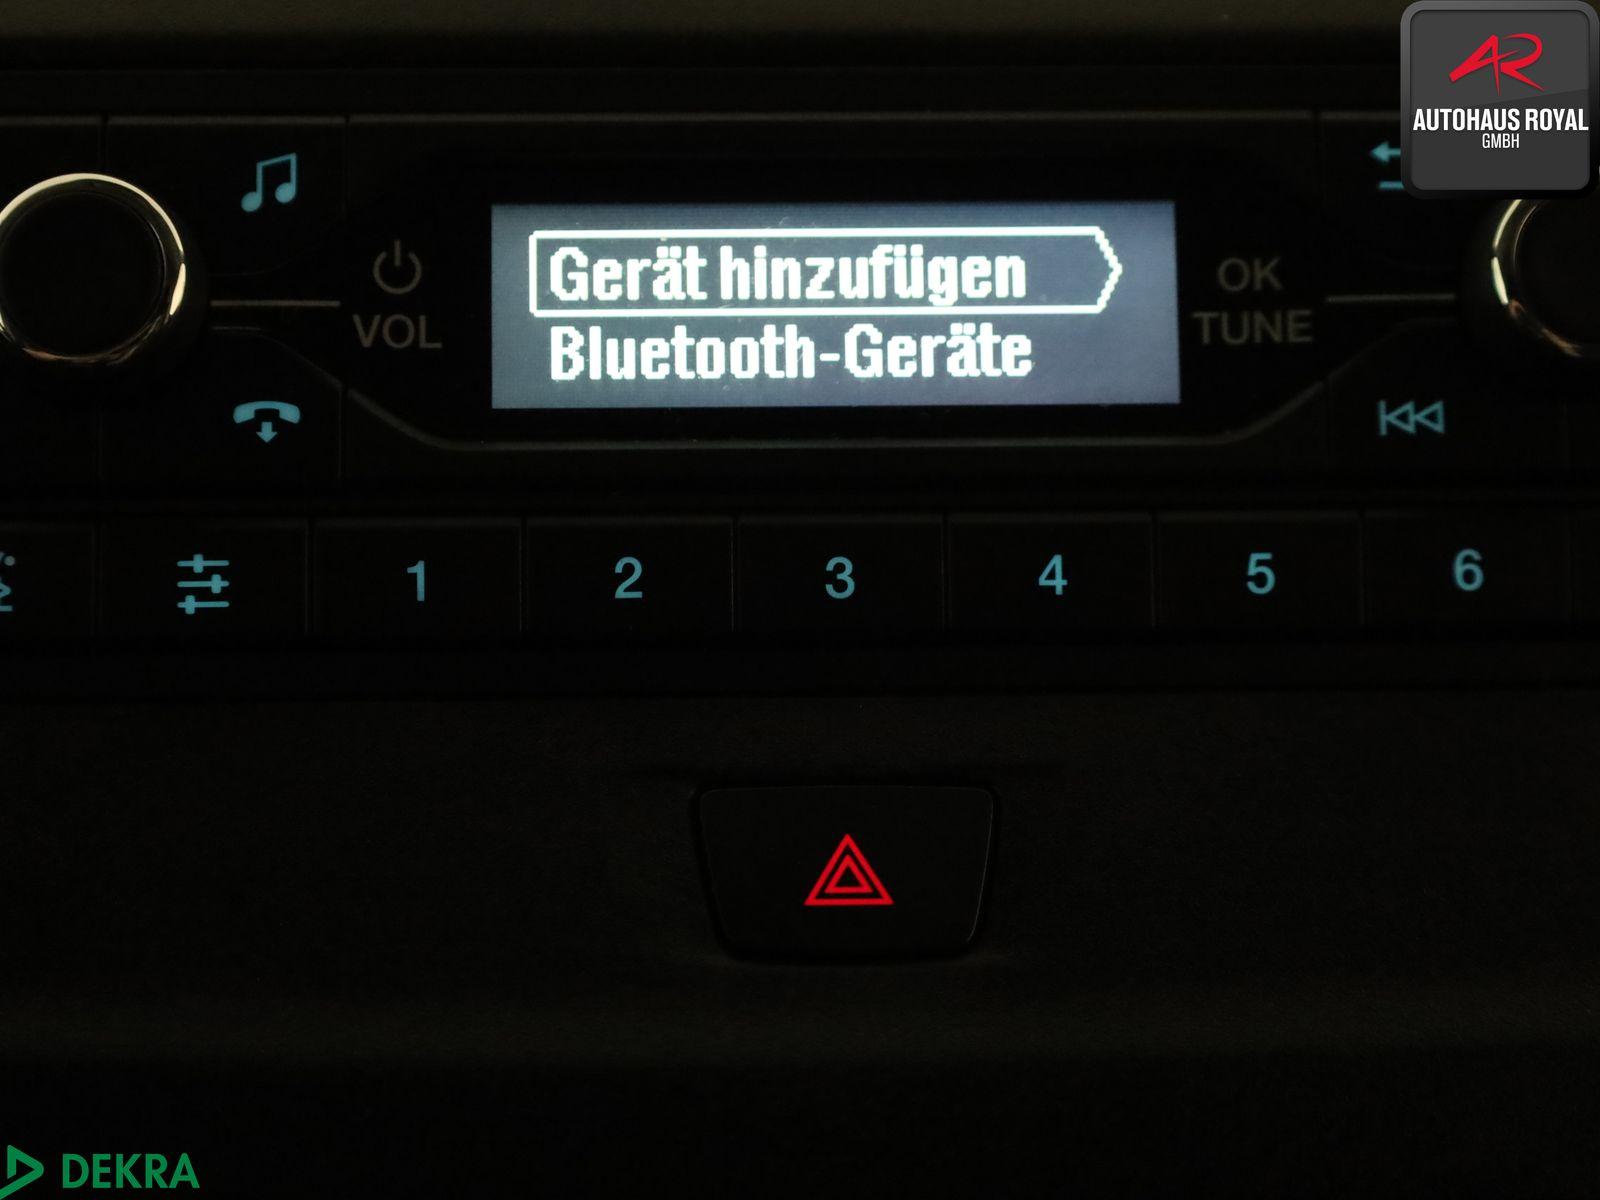 AUTOHAUS ROYAL
GMBH
Gerät hinzufügen
Bluetooth-Geräte
VOL
OK
TUNE
1 2 3 4 5 6
DEKRA